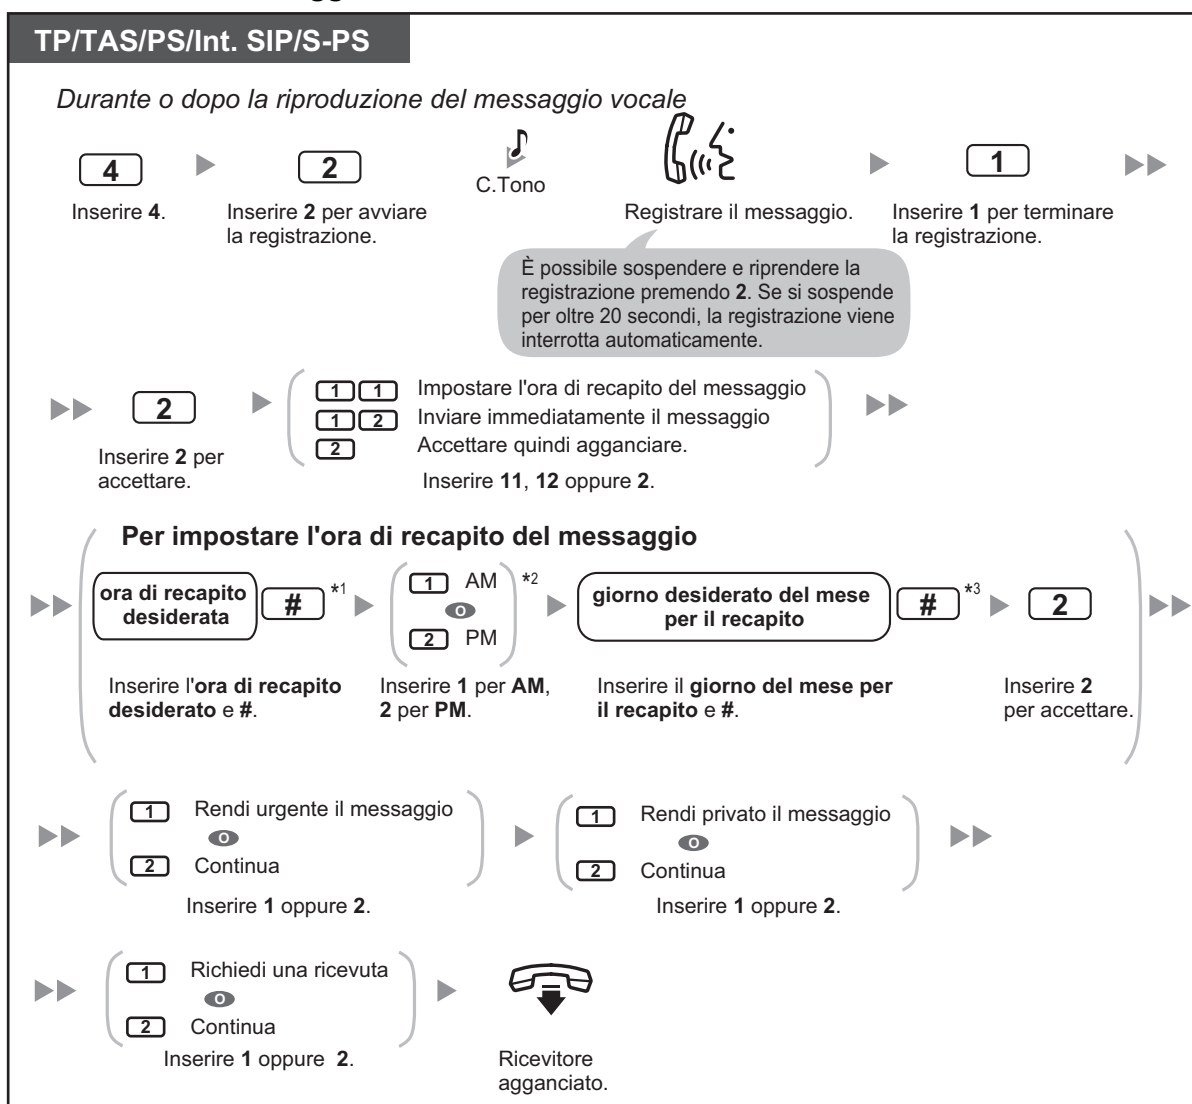 TP/TAS/PS/Int. SIP/S-PS
Durante o dopo la riproduzione del messaggio vocale
4
2
C.Tono
1
Inserire 4.
Inserire 2 per avviare
la registrazione.
Registrare il messaggio.
Inserire 1 per terminare
la registrazione.
È possibile sospendere e riprendere la
registrazione premendo 2. Se si sospende
per oltre 20 secondi, la registrazione viene
interrotta automaticamente.
2
Inserire 2 per
accettare.
1 1 Impostare l'ora di recapito del messaggio
1 2 Inviare immediatamente il messaggio
2 Accettare quindi agganciare.
Inserire 11, 12 oppure 2.
Per impostare l'ora di recapito del messaggio
ora di recapito
desiderata
# *1
1 AM *2
O
2 PM
giorno desiderato del mese
per il recapito
# *3
2
Inserire l'ora di recapito
desiderato e #.
Inserire 1 per AM,
2 per PM.
Inserire il giorno del mese per
il recapito e #.
Inserire 2
per accettare.
1 Rendi urgente il messaggio
O
2 Continua
Inserire 1 oppure 2.
1 Rendi privato il messaggio
O
2 Continua
Inserire 1 oppure 2.
1 Richiedi una ricevuta
O
2 Continua
Inserire 1 oppure 2.
Ricevitore
agganciato.